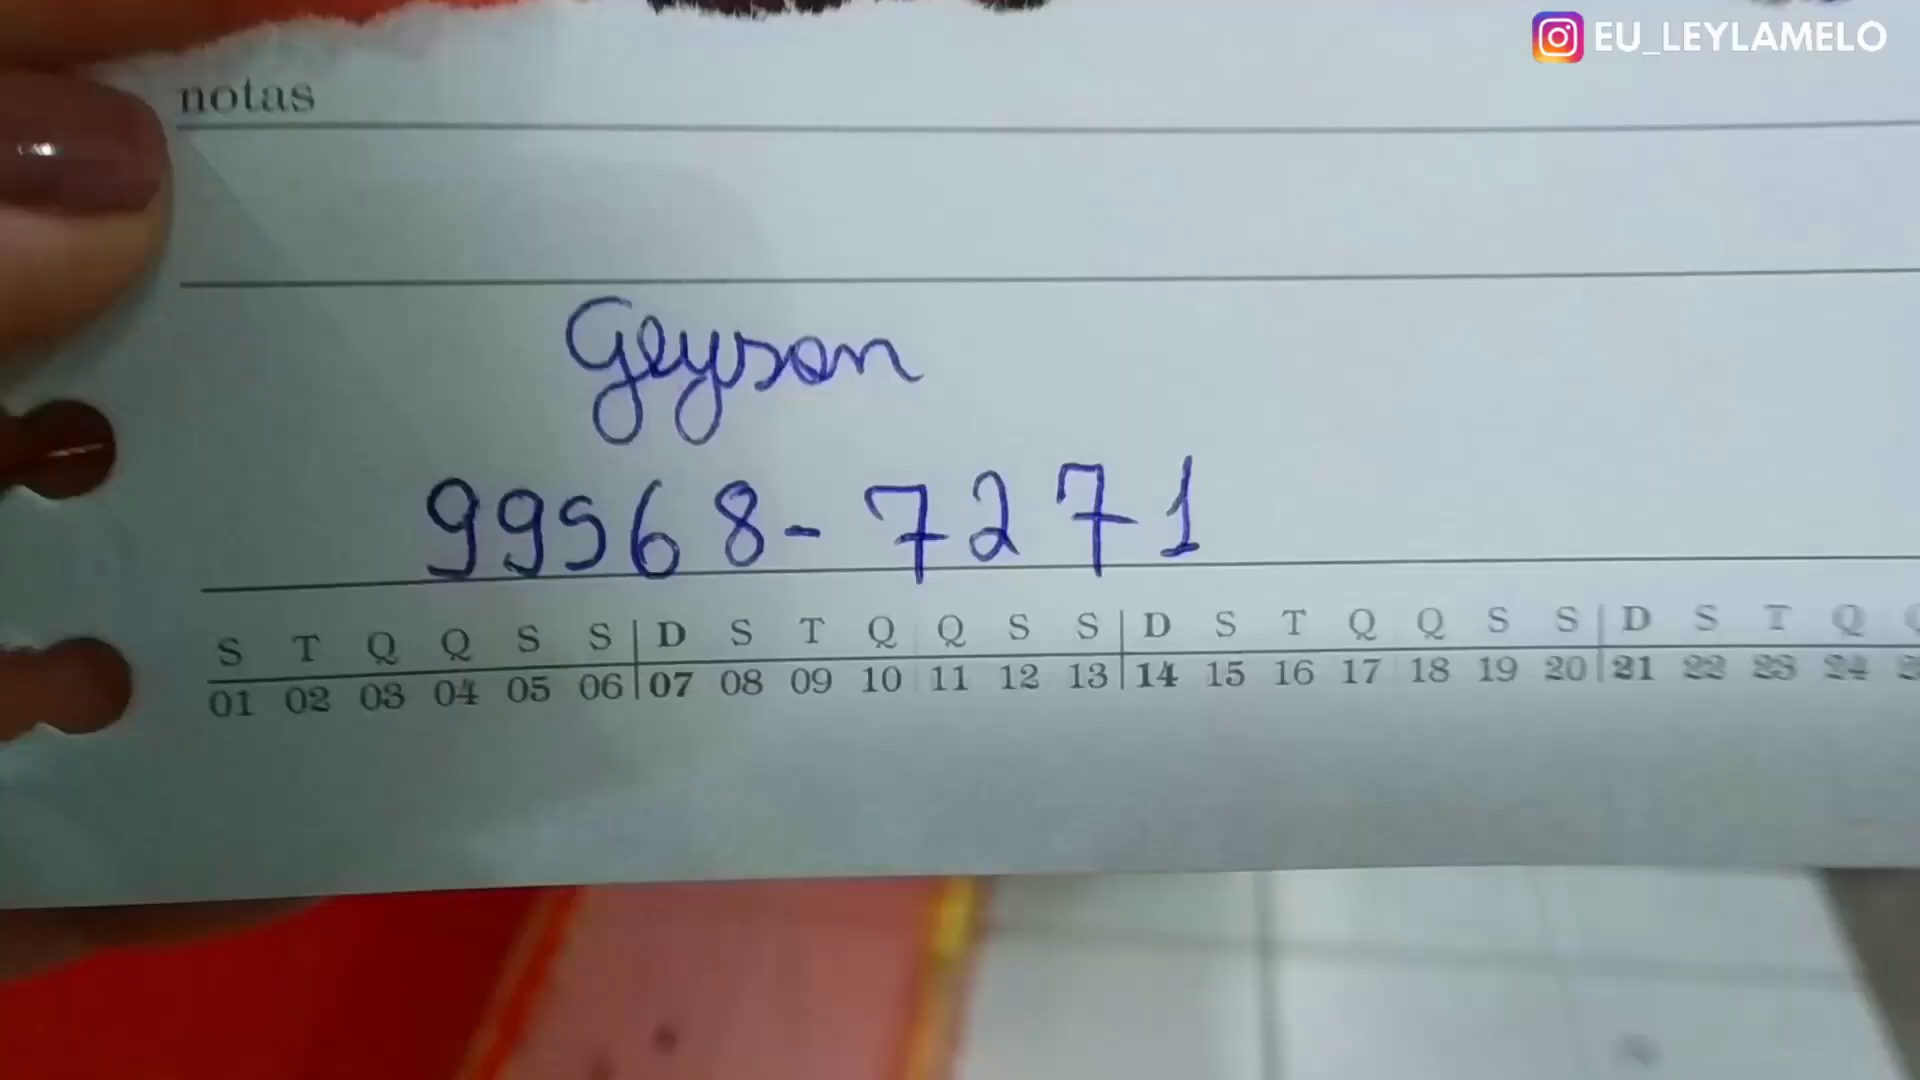 EU_LEYLAMELO
notas
Geyson
99968-7271
S T Q Q S S D S T Q Q S S D S T Q Q S S D S T Q
01 02 03 04 05 06 07 08 09 10 11 12 13 14 15 16 17 18 19 20 21 22 23 24